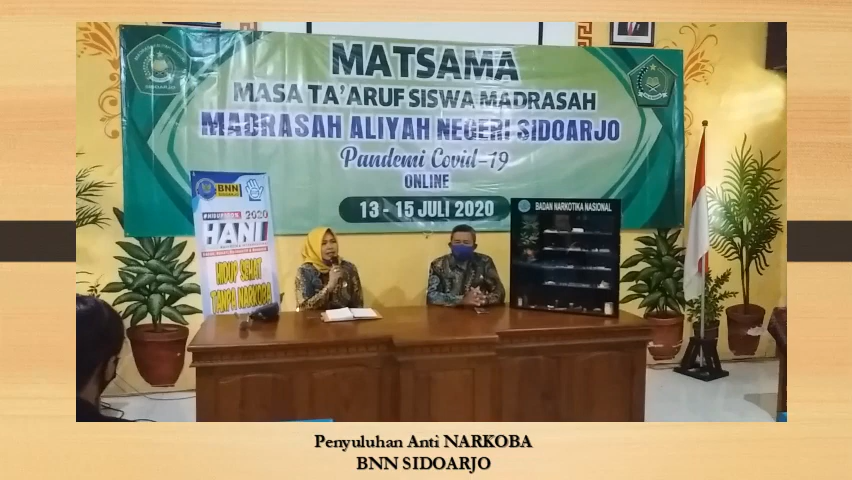 MATSAMA
MASA TA'ARUF SISWA MADRASAH
MADRASAH ALIYAH NEGERI SIDOARJO
Pandemi Covid-19
ONLINE
13 - 15 JULI 2020
BNN
SIDOARJO
2020
HANI
HIDUP SEHAT
TANPA NARKOBA
BADAN NARKOTIKA NASIONAL
Penyuluhan Anti NARKOBA
BNN SIDOARJO